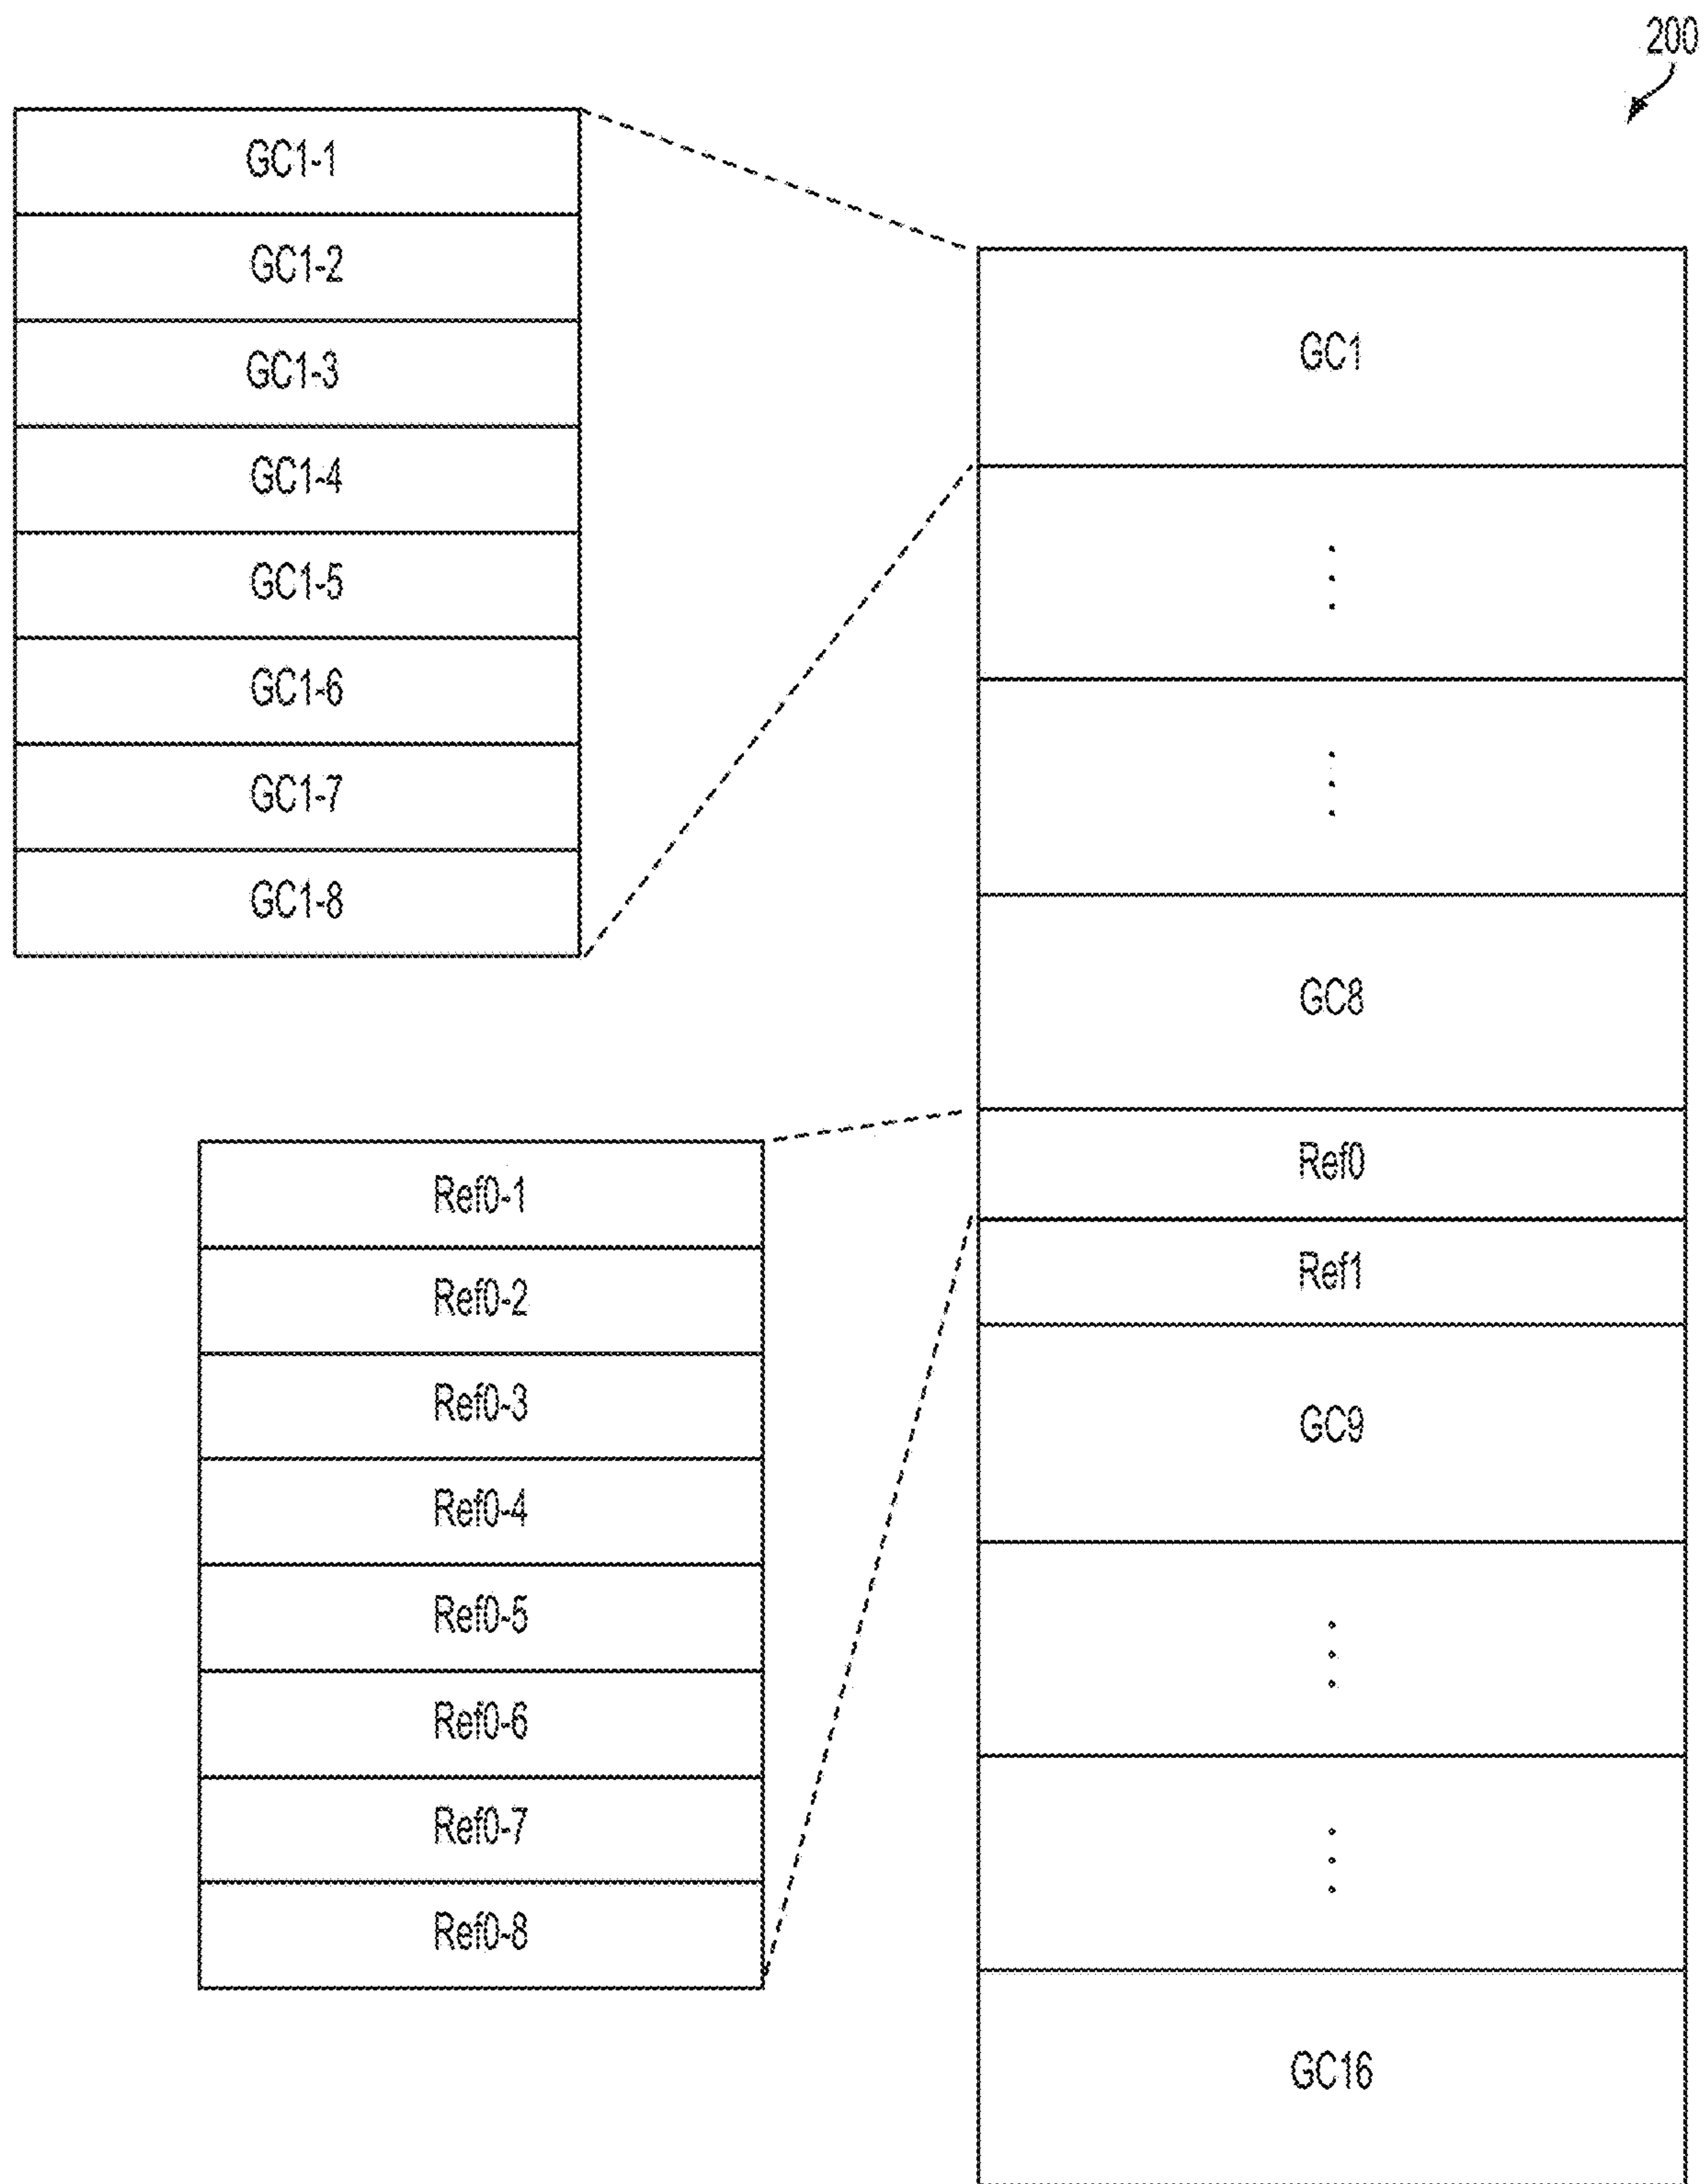 200
GC1-1
GC1-2
GC1-3
GC1-4
GC1-5
GC1-6
GC1-7
GC1-8
GC1
GC8
Ref0
Ref1
GC9
GC16
Ref0-1
Ref0-2
Ref0-3
Ref0-4
Ref0-5
Ref0-6
Ref0-7
Ref0-8